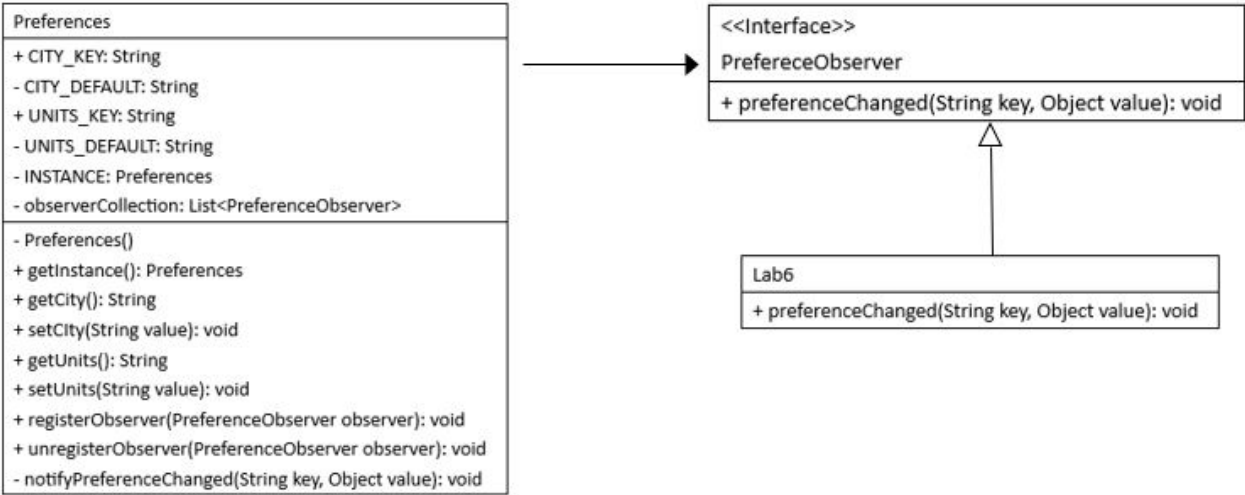 Preferences
+ CITY_KEY: String
- CITY_DEFAULT: String
+ UNITS_KEY: String
- UNITS_DEFAULT: String
- INSTANCE: Preferences
- observerCollection: List<PreferenceObserver>
- Preferences()
+ getInstance(): Preferences
+ getCity(): String
+ setCIty(String value): void
+ getUnits(): String
+ setUnits(String value): void
+ registerObserver(PreferenceObserver observer): void
+ unregisterObserver(PreferenceObserver observer): void
- notifyPreferenceChanged(String key, Object value): void
<<Interface>>
PrefereceObserver
+ preferenceChanged(String key, Object value): void
Lab6
+ preferenceChanged(String key, Object value): void